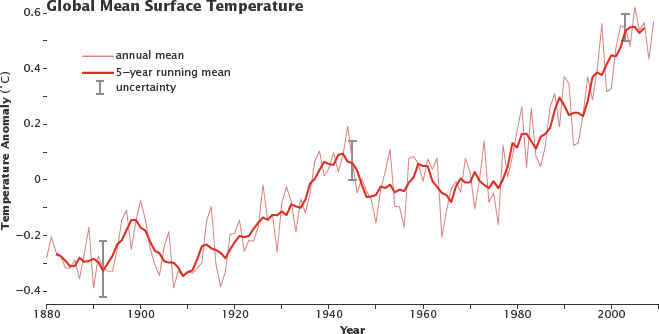 Global Mean Surface Temperature
annual mean
5–year running mean
uncertainty
Temperature Anomaly (°C)
0.6
0.4
0.2
0
−0.2
−0.4
1880 1900 1920 1940 1960 1980 2000
Year